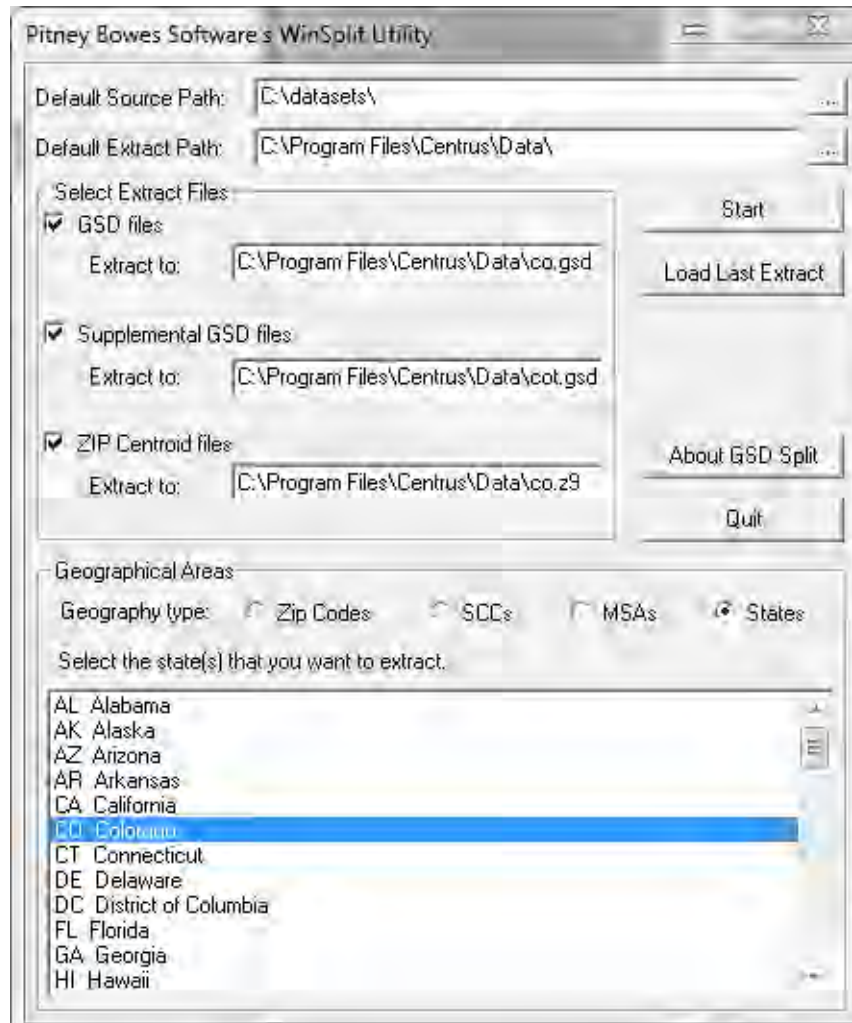 Pitney Bowes Software's WinSplit Utility
Default Source Path: C:\datasets\ ...
Default Extract Path: C:\Program Files\Centrus\Data\ ...
Select Extract Files
GSD files
Extract to: C:\Program Files\Centrus\Data\co.gsd
Start
Load Last Extract
Supplemental GSD files
Extract to: C:\Program Files\Centrus\Data\cot.gsd
ZIP Centroid files
Extract to: C:\Program Files\Centrus\Data\co.z9
About GSD Split
Quit
Geographical Areas
Geography type: Zip Codes SCCs MSAs States
Select the state(s) that you want to extract.
AL Alabama
AK Alaska
AZ Arizona
AR Arkansas
CA California
CO Colorado
CT Connecticut
DE Delaware
DC District of Columbia
FL Florida
GA Georgia
HI Hawaii